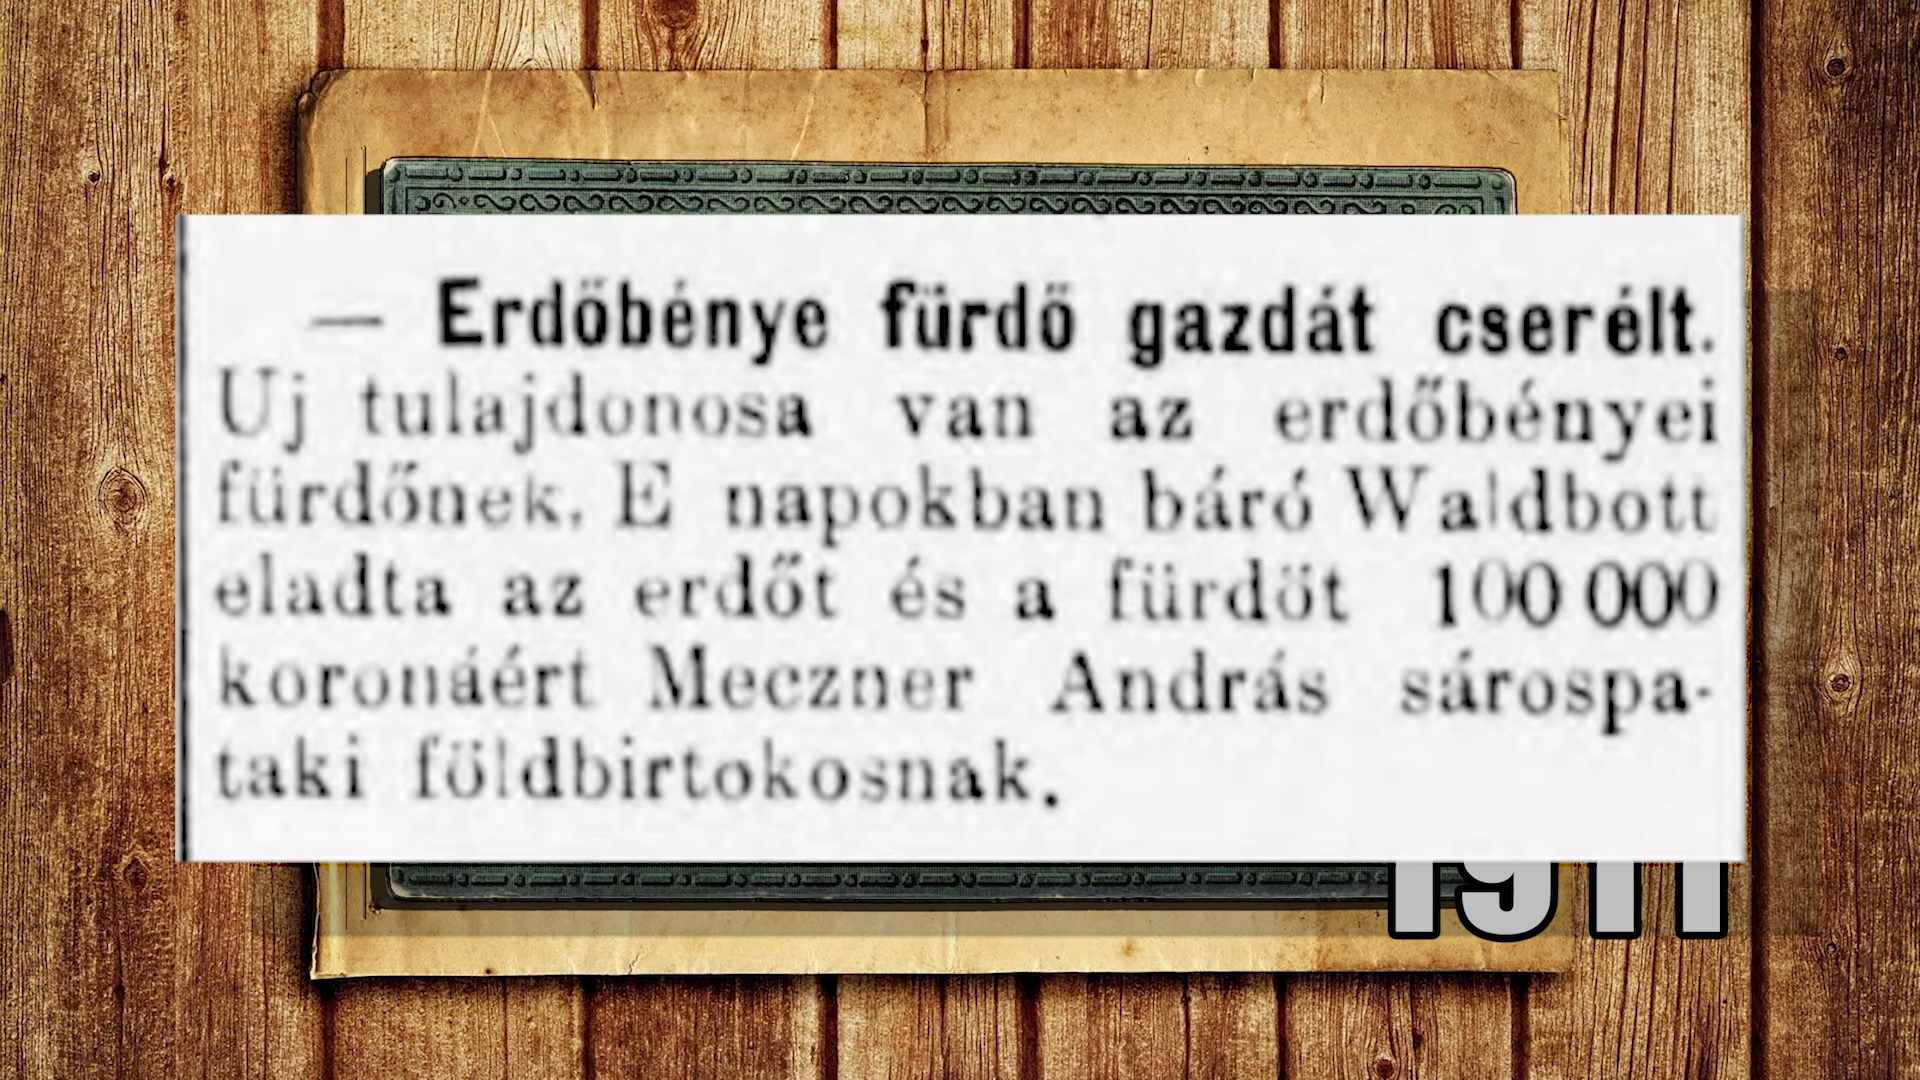 — Erdőbénye fürdő gazdát cserélt.
Uj tulajdonosa van az erdőbényei
fürdőnek. E napokban báró Waldbott
eladta az erdőt és a fürdőt 100 000
koronáért Meczner András sárospa-
taki földbirtokosnak.
1911